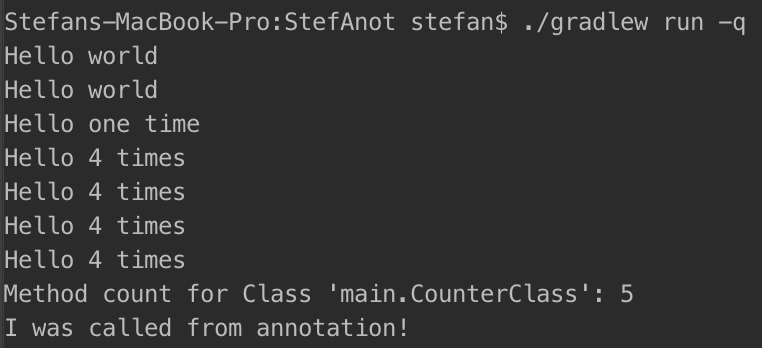 Stefans-MacBook-Pro:StefAnot stefan$ ./gradlew run -q
Hello world
Hello world
Hello one time
Hello 4 times
Hello 4 times
Hello 4 times
Hello 4 times
Method count for Class 'main.CounterClass': 5
I was called from annotation!